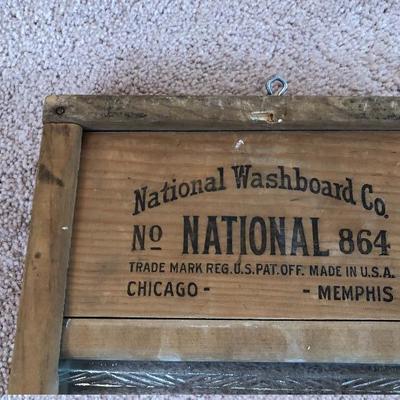 National Washboard Co.
No NATIONAL 864
TRADE MARK REG. U.S. PAT. OFF. MADE IN U.S.A.
CHICAGO - - MEMPHIS